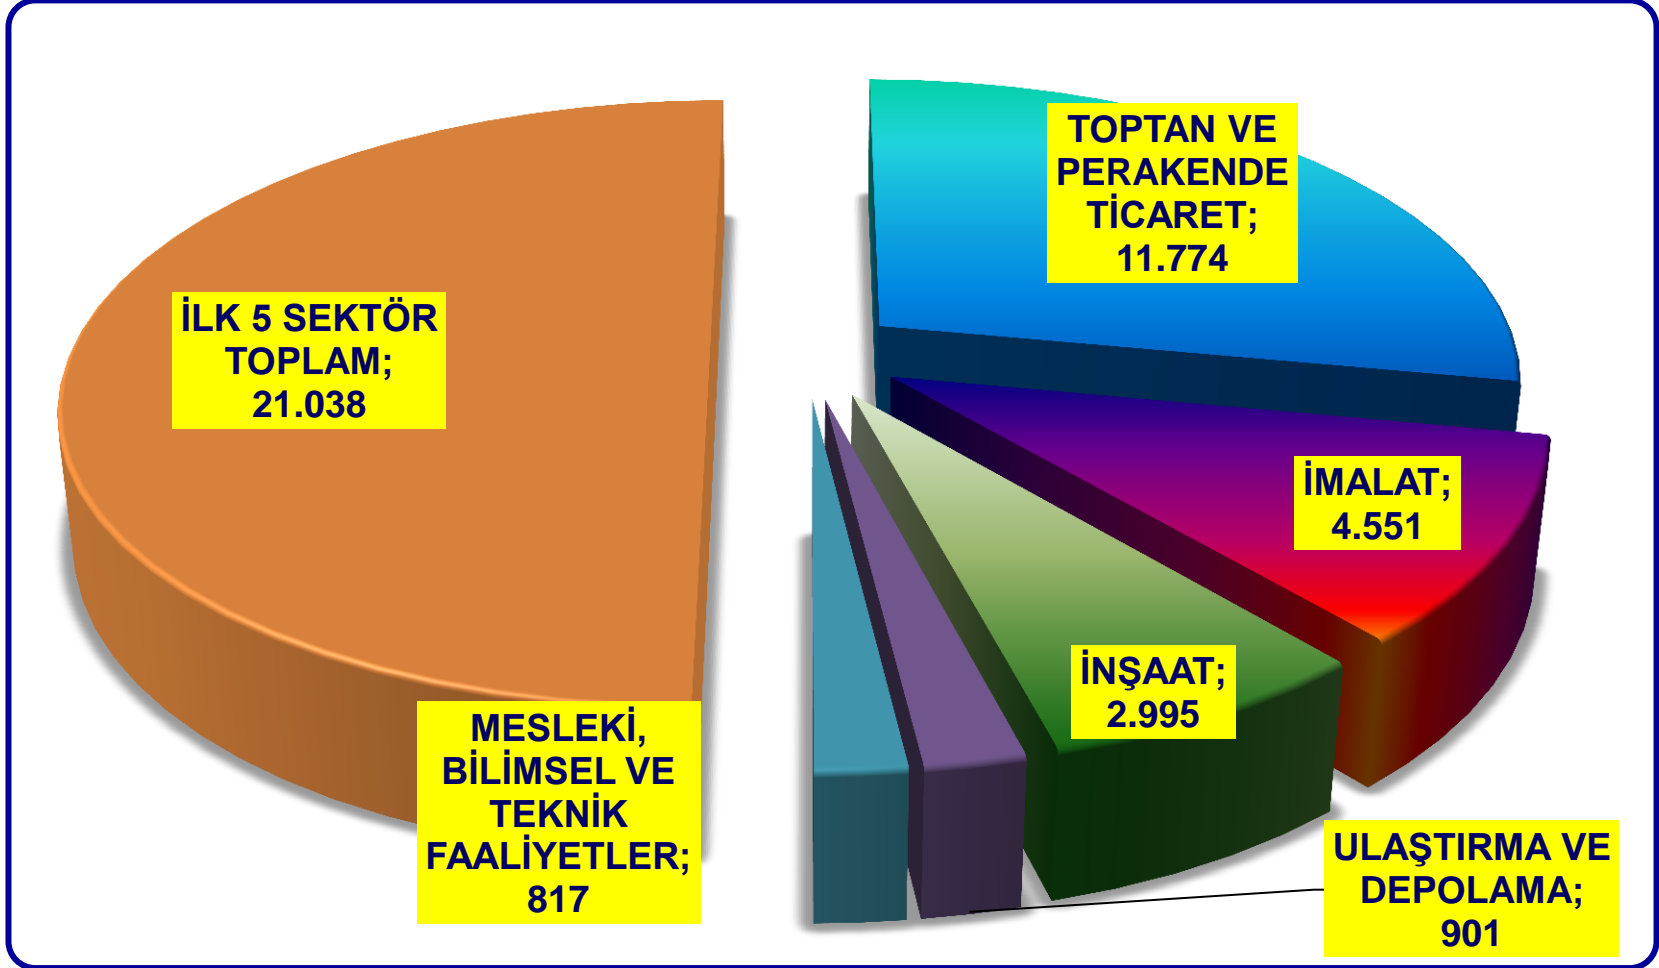 TOPTAN VE
PERAKENDE
TİCARET;
11.774
İLK 5 SEKTÖR
TOPLAM;
21.038
İMALAT;
4.551
İNŞAAT;
2.995
MESLEKİ,
BİLİMSEL VE
TEKNİK
FAALİYETLER;
817
ULAŞTIRMA VE
DEPOLAMA;
901